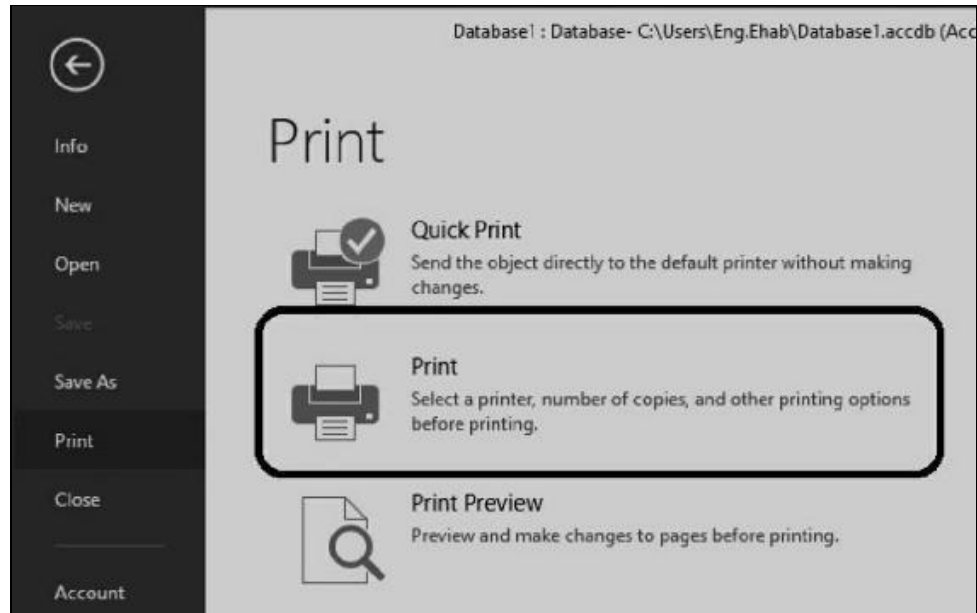 Database1 : Database- C:\Users\Eng.Ehab\Database1.accdb (Acc
Info
New
Open
Save
Save As
Print
Close
Account
Print
Quick Print
Send the object directly to the default printer without making
changes.
Print
Select a printer, number of copies, and other printing options
before printing.
Print Preview
Preview and make changes to pages before printing.